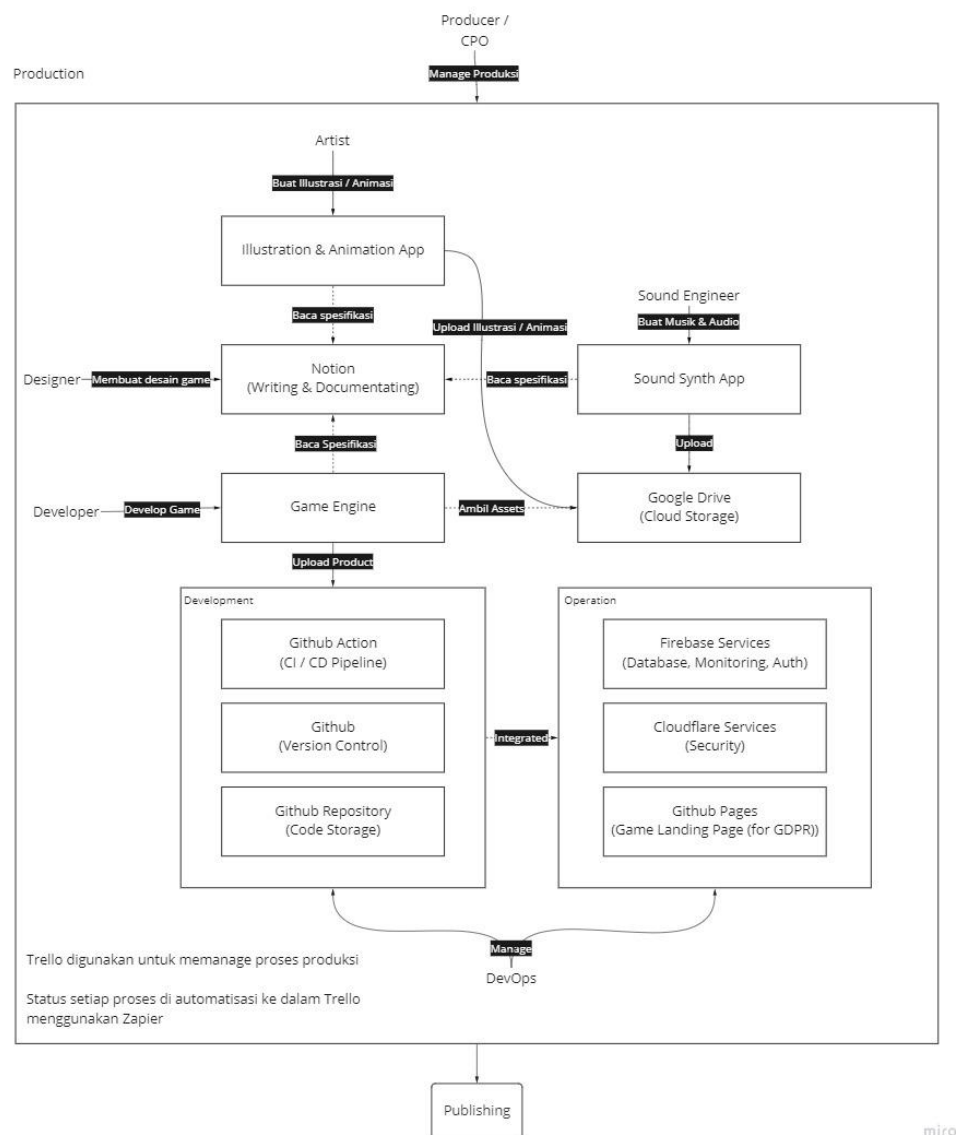 Producer /
CPO
Manage Produksi
Production
Artist
Buat Illustrasi / Animasi
Illustration & Animation App
Baca spesifikasi
Upload Illustrasi / Animasi
Sound Engineer
Buat Musik & Audio
Designer
Membuat desain game
Notion
(Writing & Documentating)
Baca spesifikasi
Sound Synth App
Baca Spesifikasi
Upload
Developer
Develop Game
Game Engine
Ambil Assets
Google Drive
(Cloud Storage)
Upload Product
Development
Github Action
(CI / CD Pipeline)
Github
(Version Control)
Github Repository
(Code Storage)
Integrated
Operation
Firebase Services
(Database, Monitoring, Auth)
Cloudflare Services
(Security)
Github Pages
(Game Landing Page (for GDPR))
Manage
DevOps
Trello digunakan untuk memanage proses produksi
Status setiap proses di automatisasi ke dalam Trello
menggunakan Zapier
Publishing
miro